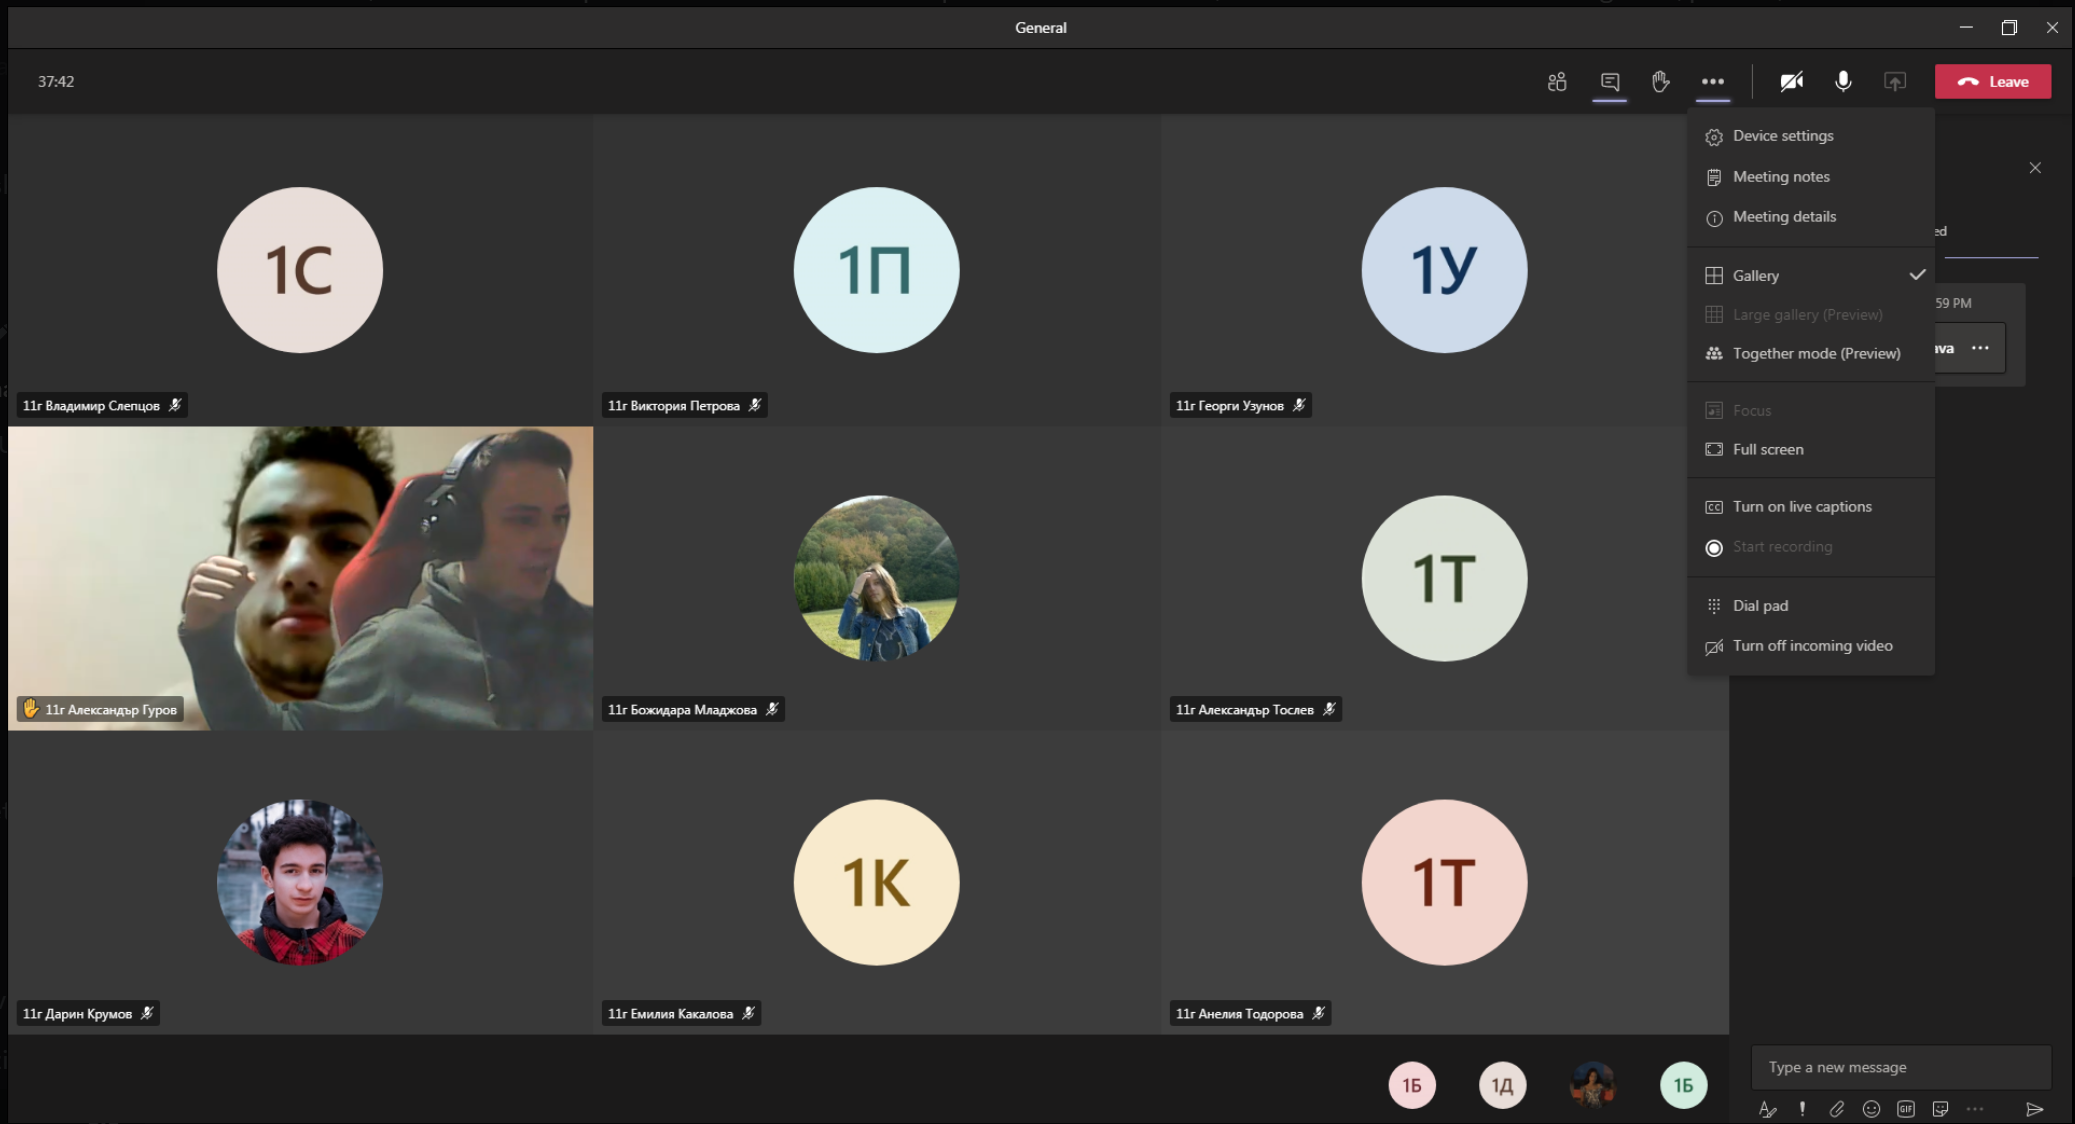 General
37:42
Leave
Device settings
Meeting notes
Meeting details
Gallery
Large gallery (Preview)
Together mode (Preview)
Focus
Full screen
Turn on live captions
Start recording
Dial pad
Turn off incoming video
ed
59 PM
ava
1С
1П
1У
11г Владимир Слепцов
11г Виктория Петрова
11г Георги Узунов
1Т
11г Александър Гуров
11г Божидара Младжова
11г Александър Тослев
1К
1Т
11г Дарин Крумов
11г Емилия Какалова
11г Анелия Тодорова
1Б
1Д
1Б
Type a new message
GIF